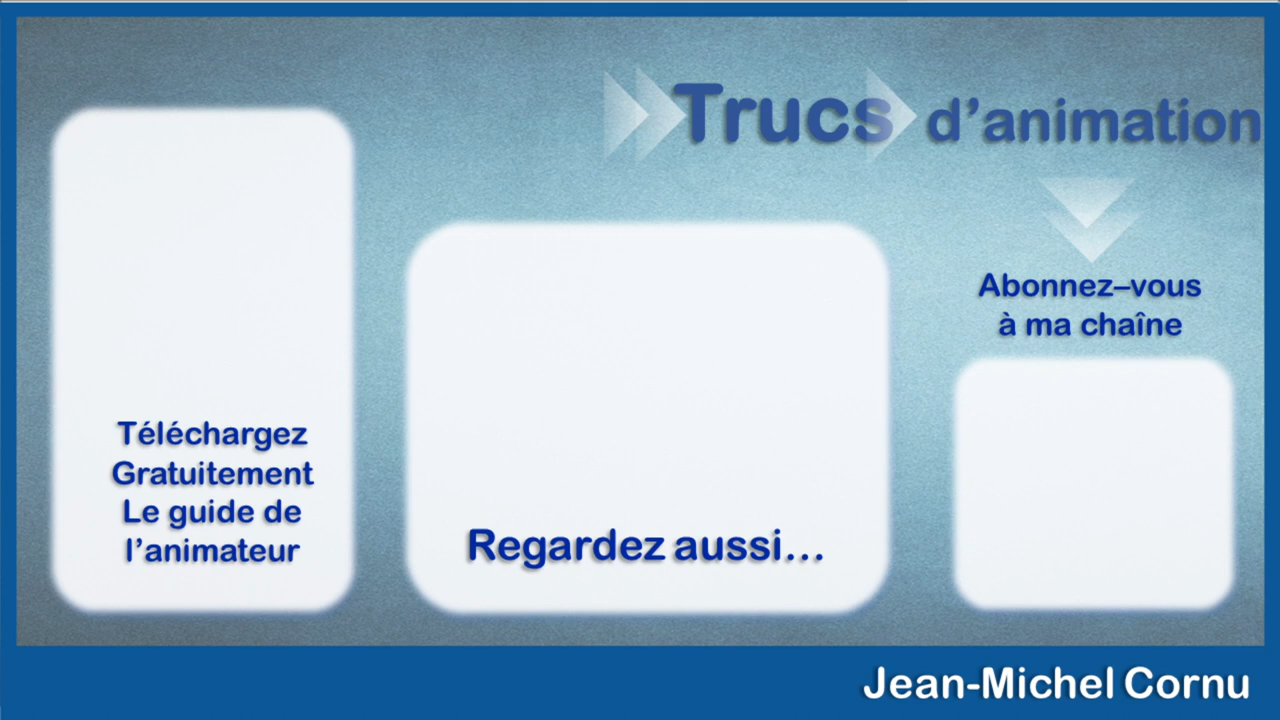 Trucs d’animation
Abonnez–vous
à ma chaîne
Téléchargez
Gratuitement
Le guide de
l’animateur
Regardez aussi…
Jean-Michel Cornu